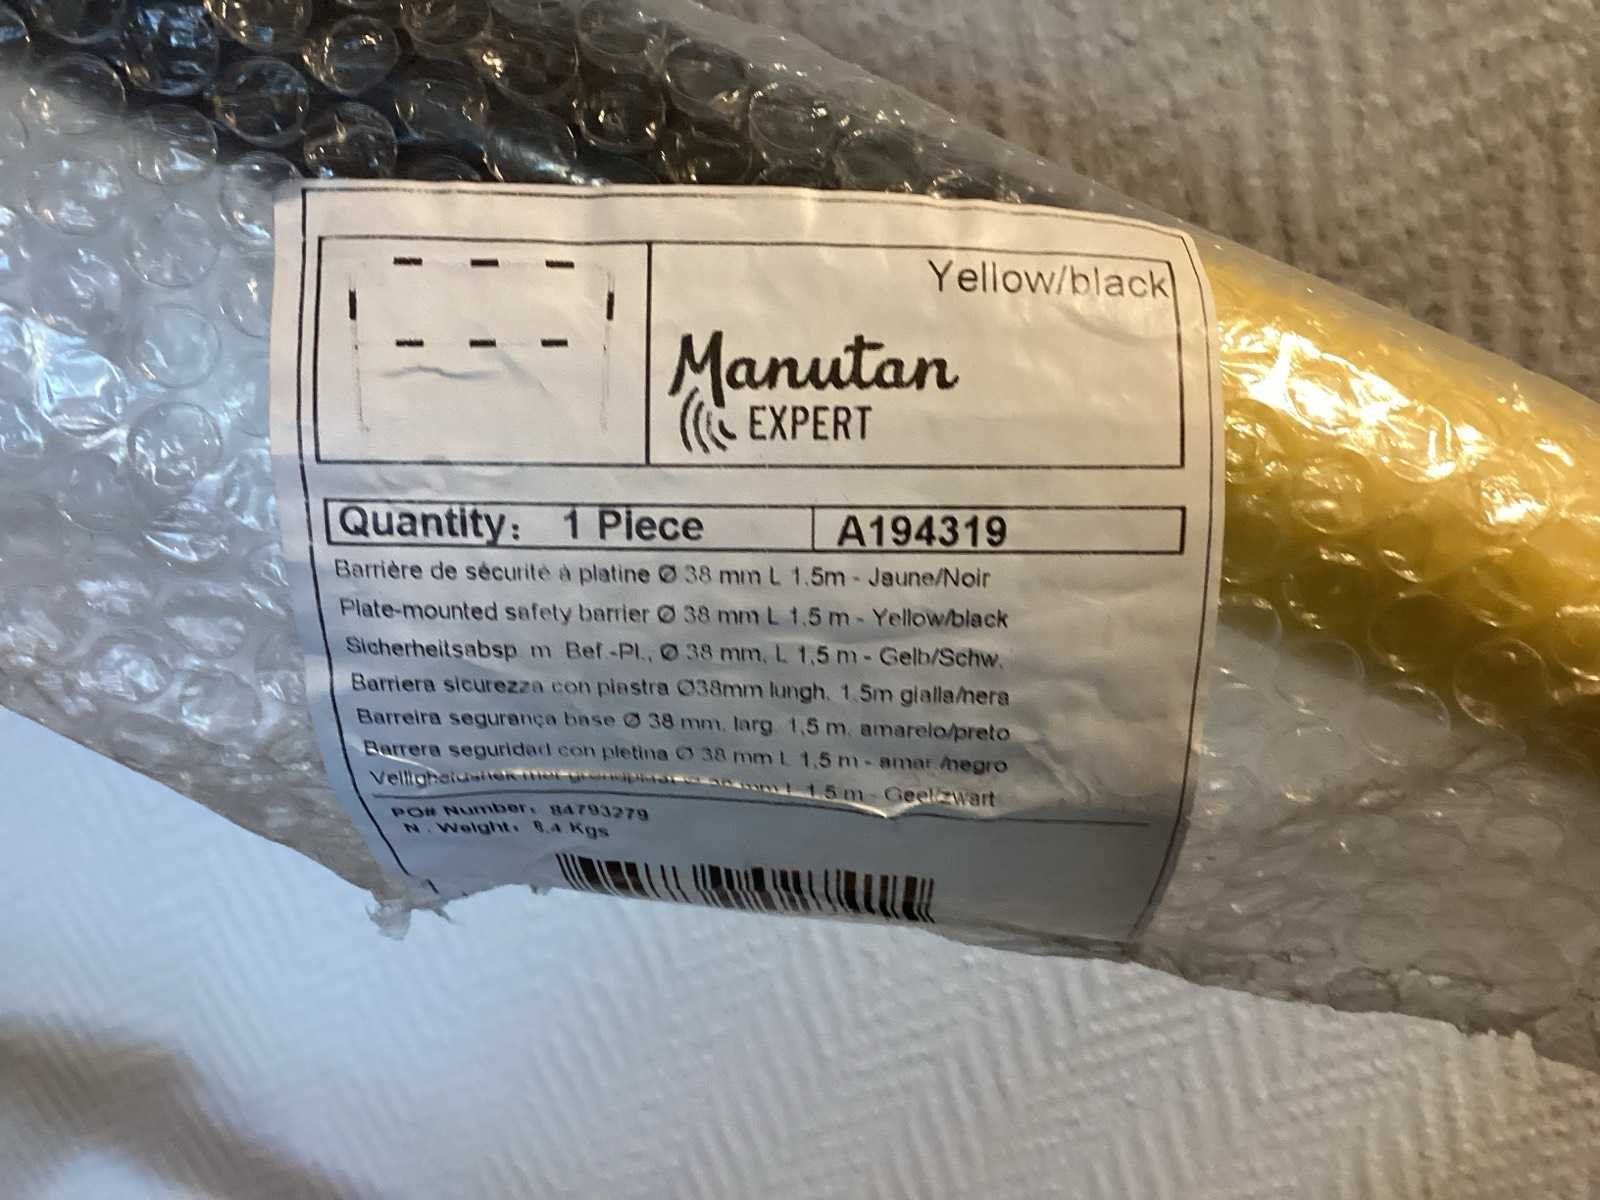 Yellow/black
Manutan
EXPERT
Quantity: 1 Piece A194319
Barrière de sécurité à platine Ø 38 mm L 1,5m - Jaune/Noir
Plate-mounted safety barrier Ø 38 mm L 1,5 m - Yellow/black
Sicherheitsabsp. m. Bef.-Pl., Ø 38 mm, L 1,5 m - Gelb/Schw.
Barriera sicurezza con piastra Ø38mm lungh. 1.5m gialla/nera
Barreira segurança base Ø 38 mm, larg. 1,5 m, amarelo/preto
Barrera seguridad con pletina Ø 38 mm L 1,5 m - amar./negro
mm L 1,5 m - Geel/zwart
PO# Number: 84793279
N . Weight: Kgs